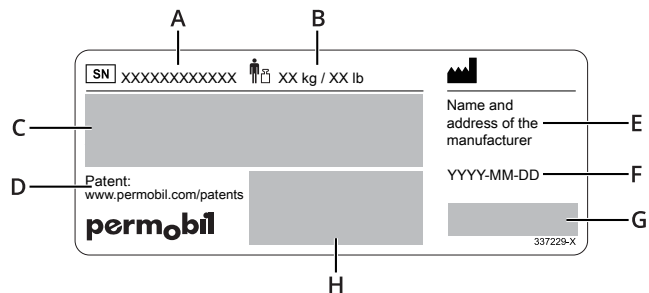 A
B
SN XXXXXXXXXXXX XX kg / XX lb
C
Name and
address of the
manufacturer
E
D
Patent:
www.permobil.com/patents
YYYY-MM-DD
F
permobil
G
337229-X
H